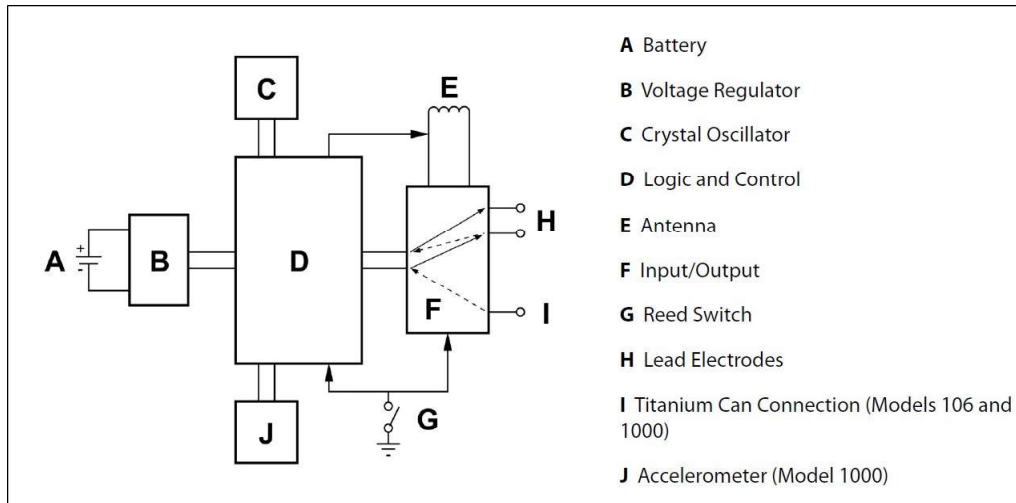 C
E
A
+
-
B
D
H
F
I
G
J
A Battery
B Voltage Regulator
C Crystal Oscillator
D Logic and Control
E Antenna
F Input/Output
G Reed Switch
H Lead Electrodes
I Titanium Can Connection (Models 106 and
1000)
J Accelerometer (Model 1000)